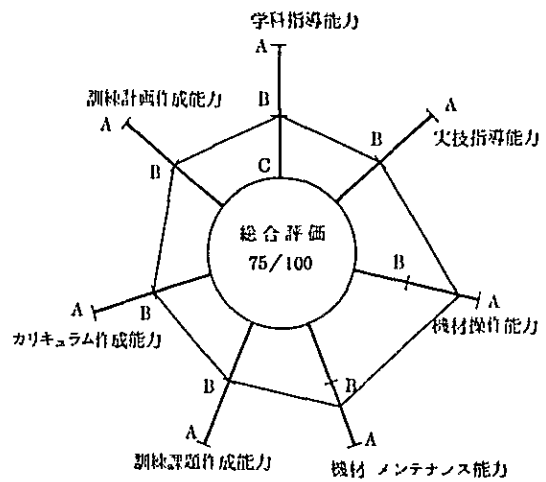 学科指導能力
A
B
C
訓練計画作成能力
A
B
A
B
実技指導能力
総合評価
75/100
B
A
機材操作能力
A
B
カリキュラム作成能力
B
A
訓練課題作成能力
B
A
機材 メンテナンス能力